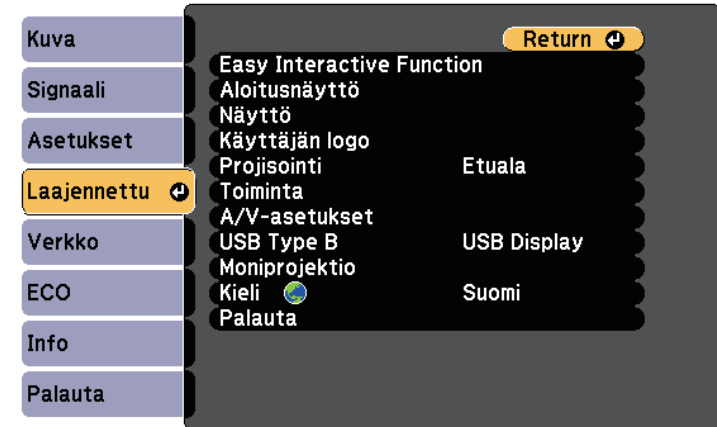 Kuva
Signaali
Asetukset
Laajennettu
Verkko
ECO
Info
Palauta
Return
Easy Interactive Function
Aloitusnäyttö
Näyttö
Käyttäjän logo
Projisointi Etuala
Toiminta
A/V-asetukset
USB Type B USB Display
Moniprojektio
Kieli Suomi
Palauta